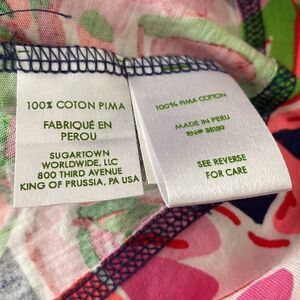 100% COTON PIMA
FABRIQUÉ EN
PEROU
SUGARTOWN
WORLDWIDE, LLC
800 THIRD AVENUE
KING OF PRUSSIA, PA USA
100% PIMA COTTON
MADE IN PERU
RN# 88189
SEE REVERSE
FOR CARE